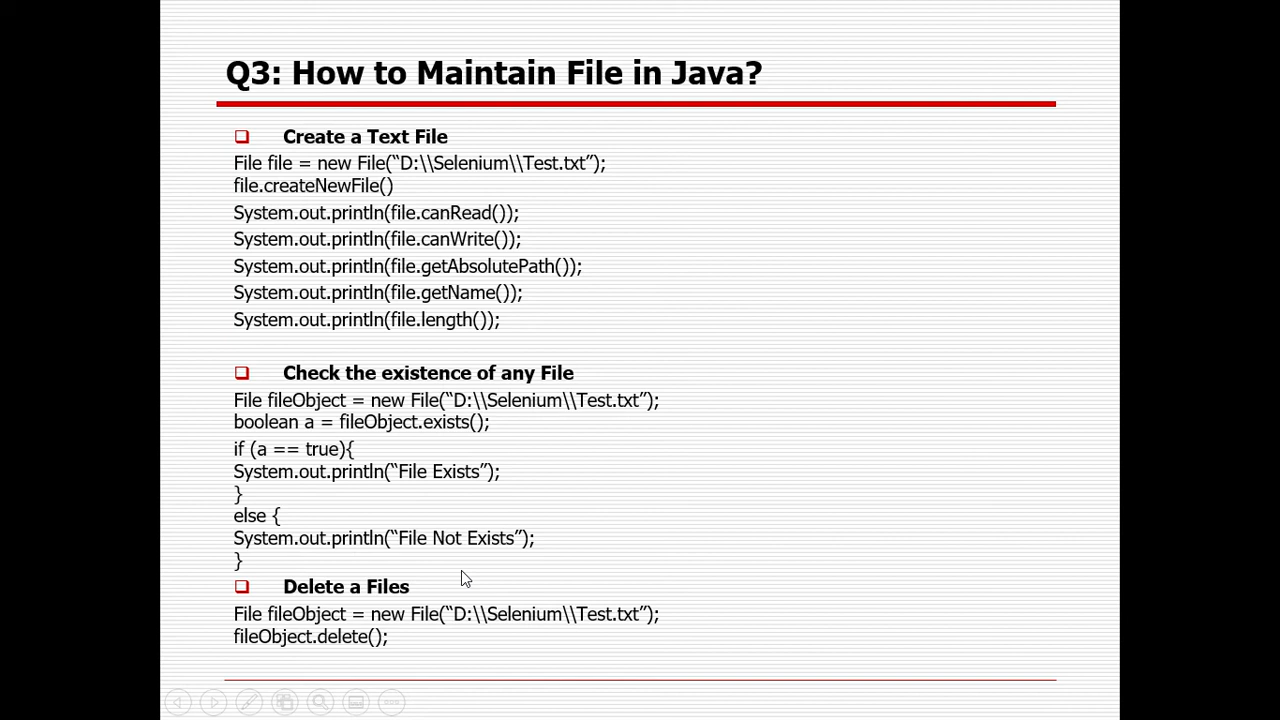 Q3: How to Maintain File in Java?
Create a Text File
File file = new File(“D:\\Selenium\\Test.txt”);
file.createNewFile()
System.out.println(file.canRead());
System.out.println(file.canWrite());
System.out.println(file.getAbsolutePath());
System.out.println(file.getName());
System.out.println(file.length());
Check the existence of any File
File fileObject = new File(“D:\\Selenium\\Test.txt”);
boolean a = fileObject.exists();
if (a == true){
System.out.println(“File Exists”);
}
else {
System.out.println(“File Not Exists”);
}
Delete a Files
File fileObject = new File(“D:\\Selenium\\Test.txt”);
fileObject.delete();